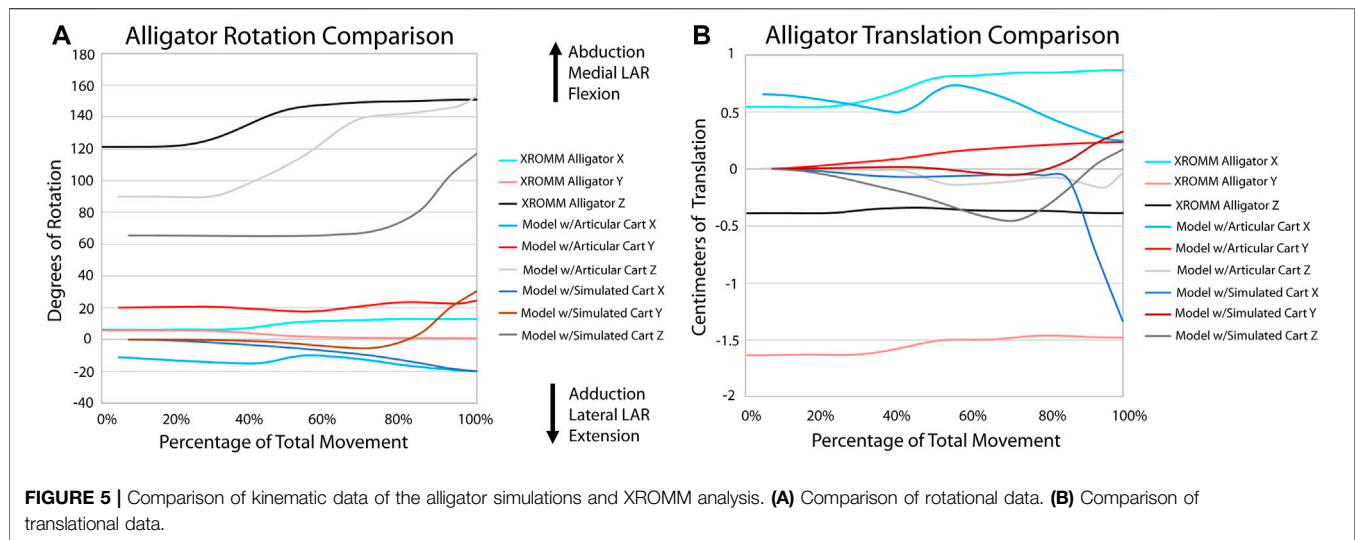 A
Alligator Rotation Comparison
180
160
140
120
100
80
60
40
20
0
-20
-40
Degrees of Rotation
0%
20%
40%
60%
80%
100%
Percentage of Total Movement
Abduction
Medial LAR
Flexion
XROMM Alligator X
XROMM Alligator Y
XROMM Alligator Z
Model w/Articular Cart X
Model w/Articular Cart Y
Model w/Articular Cart Z
Model w/Simulated Cart X
Model w/Simulated Cart Y
Model w/Simulated Cart Z
Adduction
Lateral LAR
Extension
B
Alligator Translation Comparison
1
0.5
0
-0.5
-1
-1.5
-2
Centimeters of Translation
0%
20%
40%
60%
80%
100%
Percentage of Total Movement
XROMM Alligator X
XROMM Alligator Y
XROMM Alligator Z
Model w/Articular Cart X
Model w/Articular Cart Y
Model w/Articular Cart Z
Model w/Simulated Cart X
Model w/Simulated Cart Y
Model w/Simulated Cart Z
FIGURE 5 | Comparison of kinematic data of the alligator simulations and XROMM analysis. (A) Comparison of rotational data. (B) Comparison of
translational data.